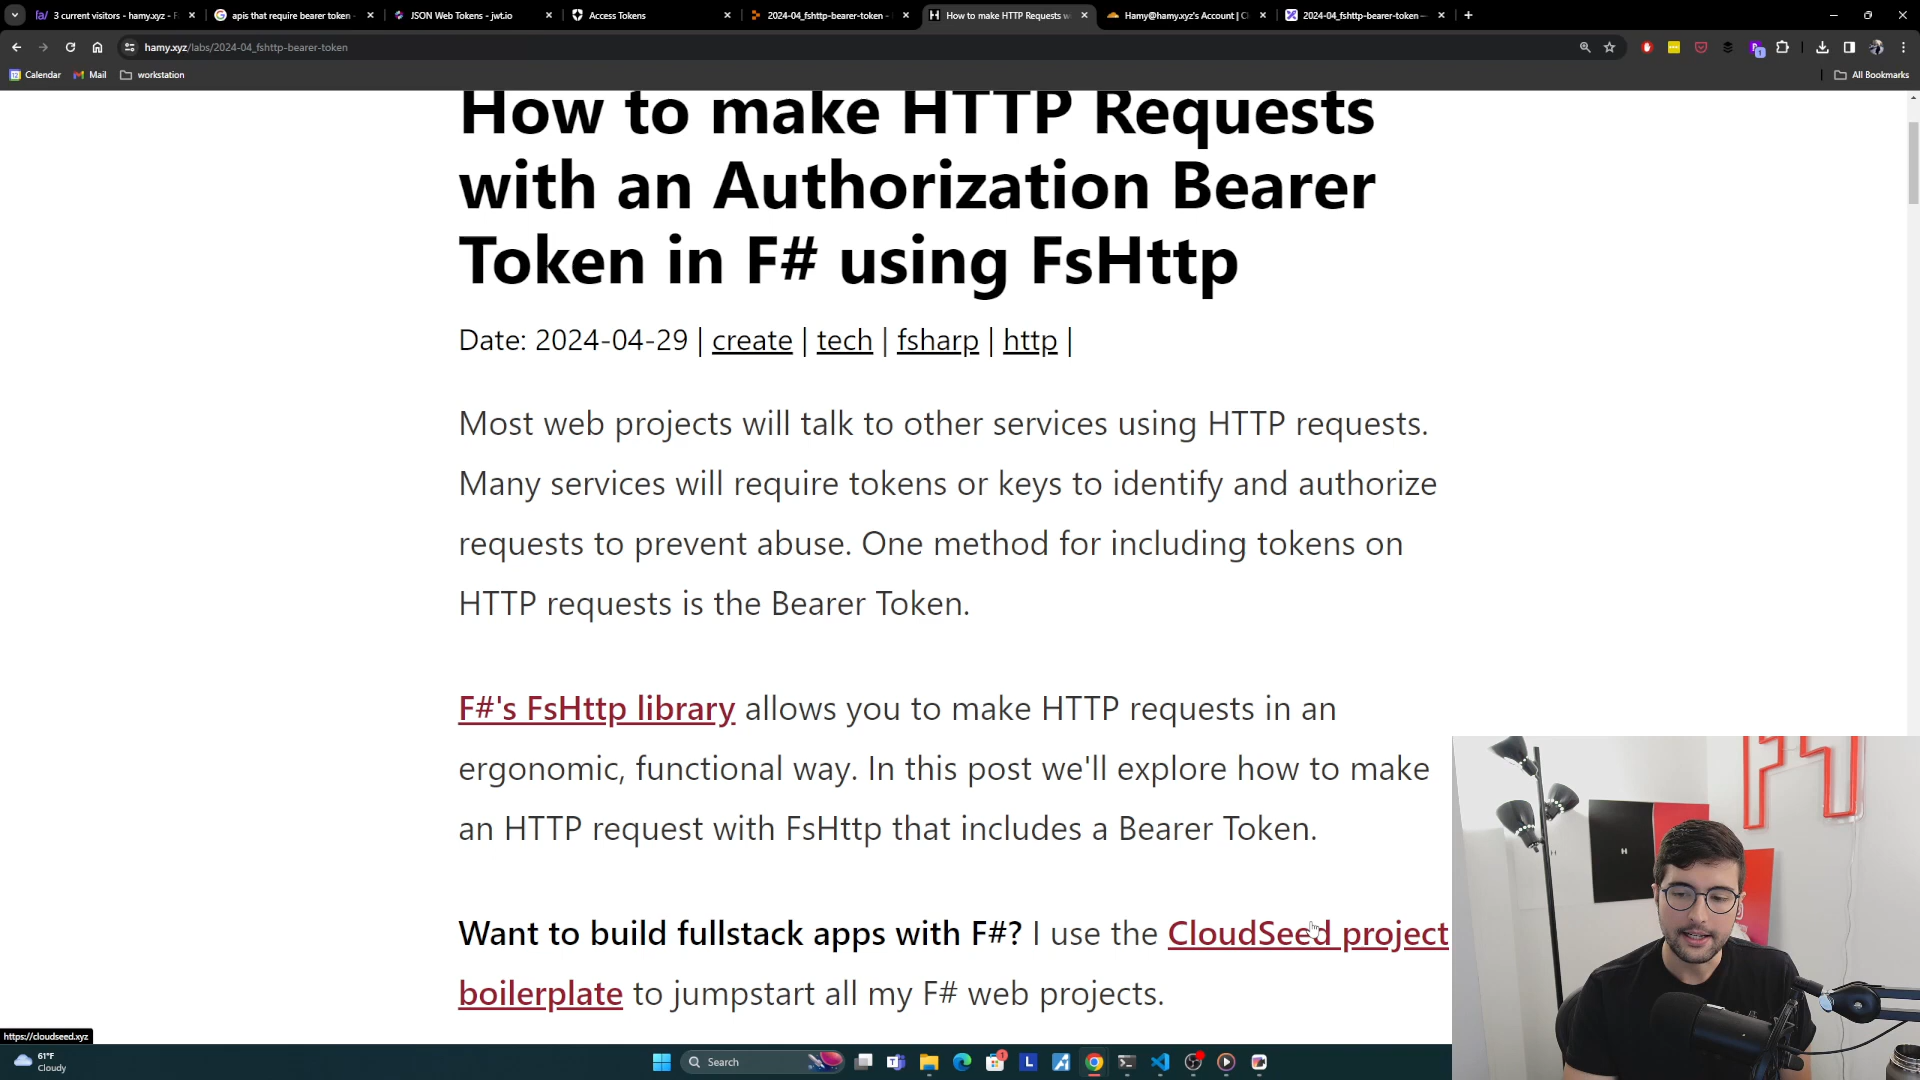 3 current visitors - hamy.xyz - F
apis that require bearer token -
JSON Web Tokens - jwt.io
Access Tokens
2024-04_fshttp-bearer-token -
How to make HTTP Requests w
Hamy@hamy.xyz's Account | Cl
2024-04_fshttp-bearer-token —
hamy.xyz/labs/2024-04_fshttp-bearer-token
Calendar
Mail
workstation
All Bookmarks
How to make HTTP Requests
with an Authorization Bearer
Token in F# using FsHttp
Date: 2024-04-29 | create | tech | fsharp | http |
Most web projects will talk to other services using HTTP requests.
Many services will require tokens or keys to identify and authorize
requests to prevent abuse. One method for including tokens on
HTTP requests is the Bearer Token.
F#'s FsHttp library allows you to make HTTP requests in an
ergonomic, functional way. In this post we'll explore how to make
an HTTP request with FsHttp that includes a Bearer Token.
Want to build fullstack apps with F#? I use the CloudSeed project
boilerplate to jumpstart all my F# web projects.
https://cloudseed.xyz
61°F
Cloudy
Search